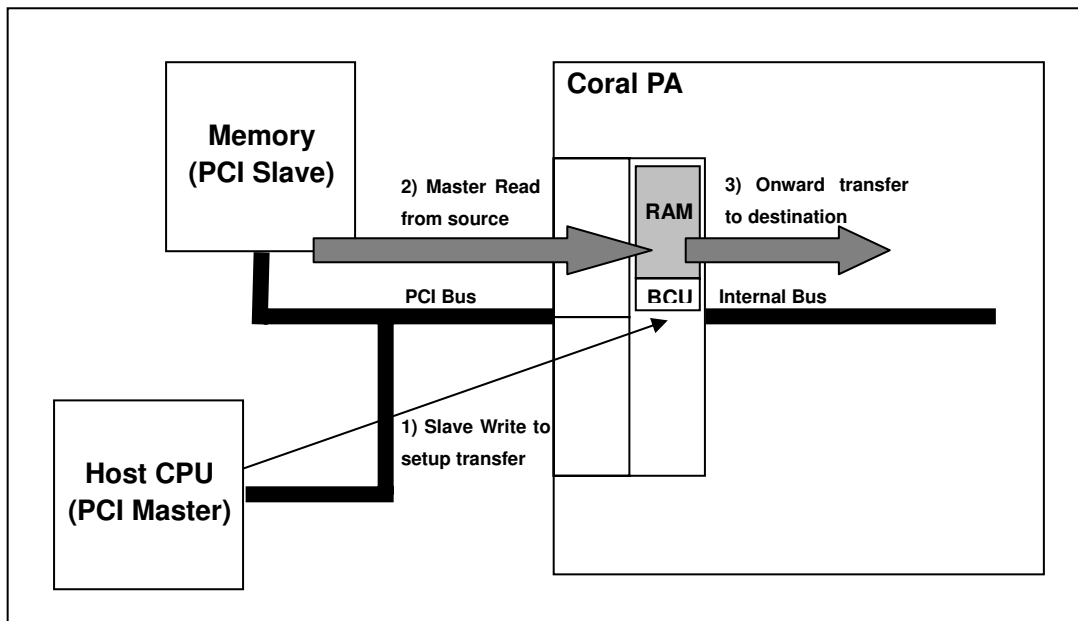 Coral PA
Memory
(PCI Slave)
2) Master Read
from source
RAM
3) Onward transfer
to destination
PCI Bus
BCU
Internal Bus
1) Slave Write to
setup transfer
Host CPU
(PCI Master)